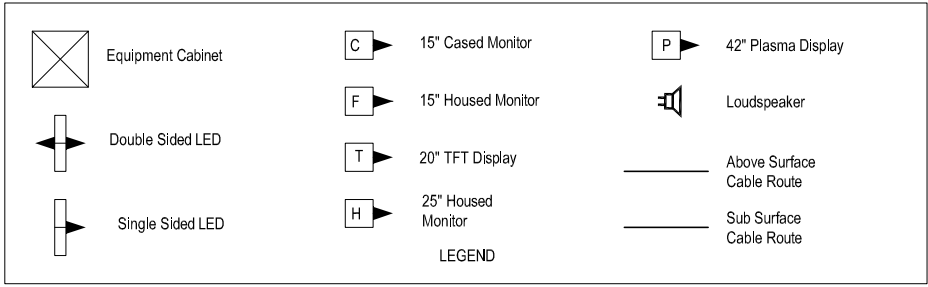 Equipment Cabinet
Double Sided LED
Single Sided LED
C 15" Cased Monitor
F 15" Housed Monitor
T 20" TFT Display
H 25" Housed
Monitor
P 42" Plasma Display
Loudspeaker
Above Surface
Cable Route
Sub Surface
Cable Route
LEGEND